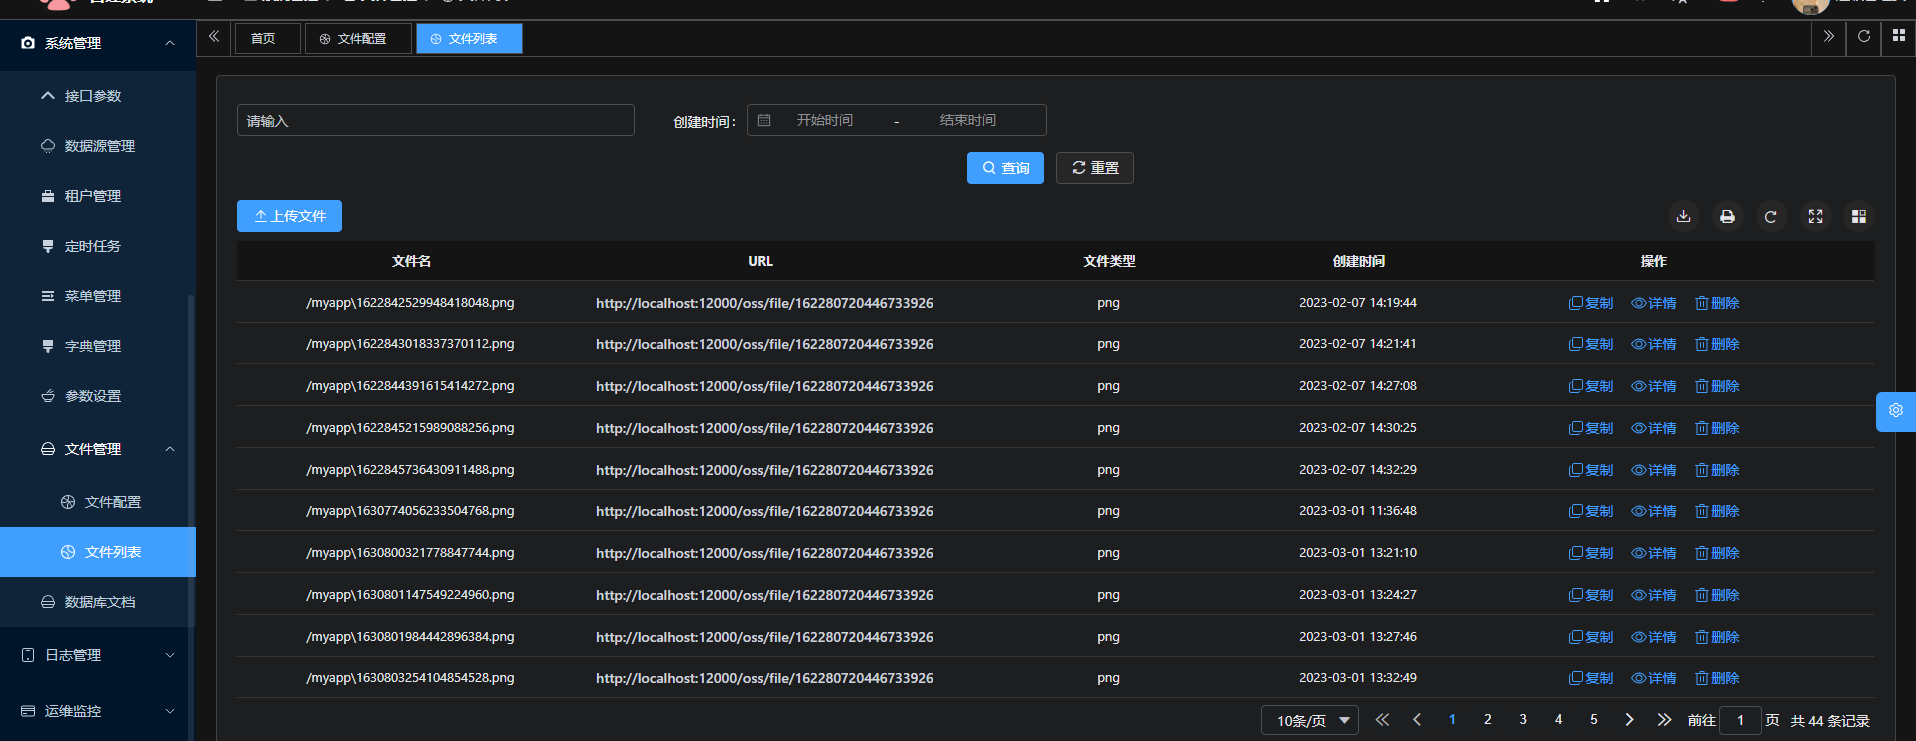 系统管理
接口参数
数据源管理
租户管理
定时任务
菜单管理
字典管理
参数设置
文件管理
文件配置
文件列表
数据库文档
日志管理
运维监控
首页
文件配置
文件列表
请输入
创建时间：
开始时间 - 结束时间
查询
重置
上传文件
文件名 URL 文件类型 创建时间 操作
/myapp\1622842529948418048.png http://localhost:12000/oss/file/162280720446733926 png 2023-02-07 14:19:44 复制 详情 删除
/myapp\1622843018337370112.png http://localhost:12000/oss/file/162280720446733926 png 2023-02-07 14:21:41 复制 详情 删除
/myapp\1622844391615414272.png http://localhost:12000/oss/file/162280720446733926 png 2023-02-07 14:27:08 复制 详情 删除
/myapp\1622845215989088256.png http://localhost:12000/oss/file/162280720446733926 png 2023-02-07 14:30:25 复制 详情 删除
/myapp\1622845736430911488.png http://localhost:12000/oss/file/162280720446733926 png 2023-02-07 14:32:29 复制 详情 删除
/myapp\1630774056233504768.png http://localhost:12000/oss/file/162280720446733926 png 2023-03-01 11:36:48 复制 详情 删除
/myapp\1630800321778847744.png http://localhost:12000/oss/file/162280720446733926 png 2023-03-01 13:21:10 复制 详情 删除
/myapp\1630801147549224960.png http://localhost:12000/oss/file/162280720446733926 png 2023-03-01 13:24:27 复制 详情 删除
/myapp\1630801984442896384.png http://localhost:12000/oss/file/162280720446733926 png 2023-03-01 13:27:46 复制 详情 删除
/myapp\1630803254104854528.png http://localhost:12000/oss/file/162280720446733926 png 2023-03-01 13:32:49 复制 详情 删除
10条/页 1 2 3 4 5 前往 1 页 共 44 条记录